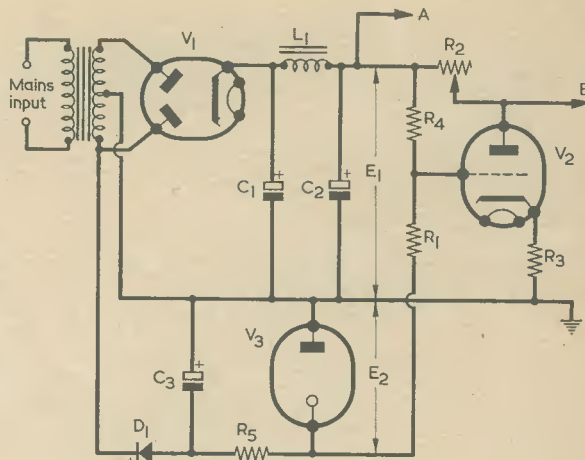 A
L1
V1
R2
Mains
input
B
R4
V2
E1
C1
C2
R1
R3
V3
E2
C3
D1
R5
+
+
+
+